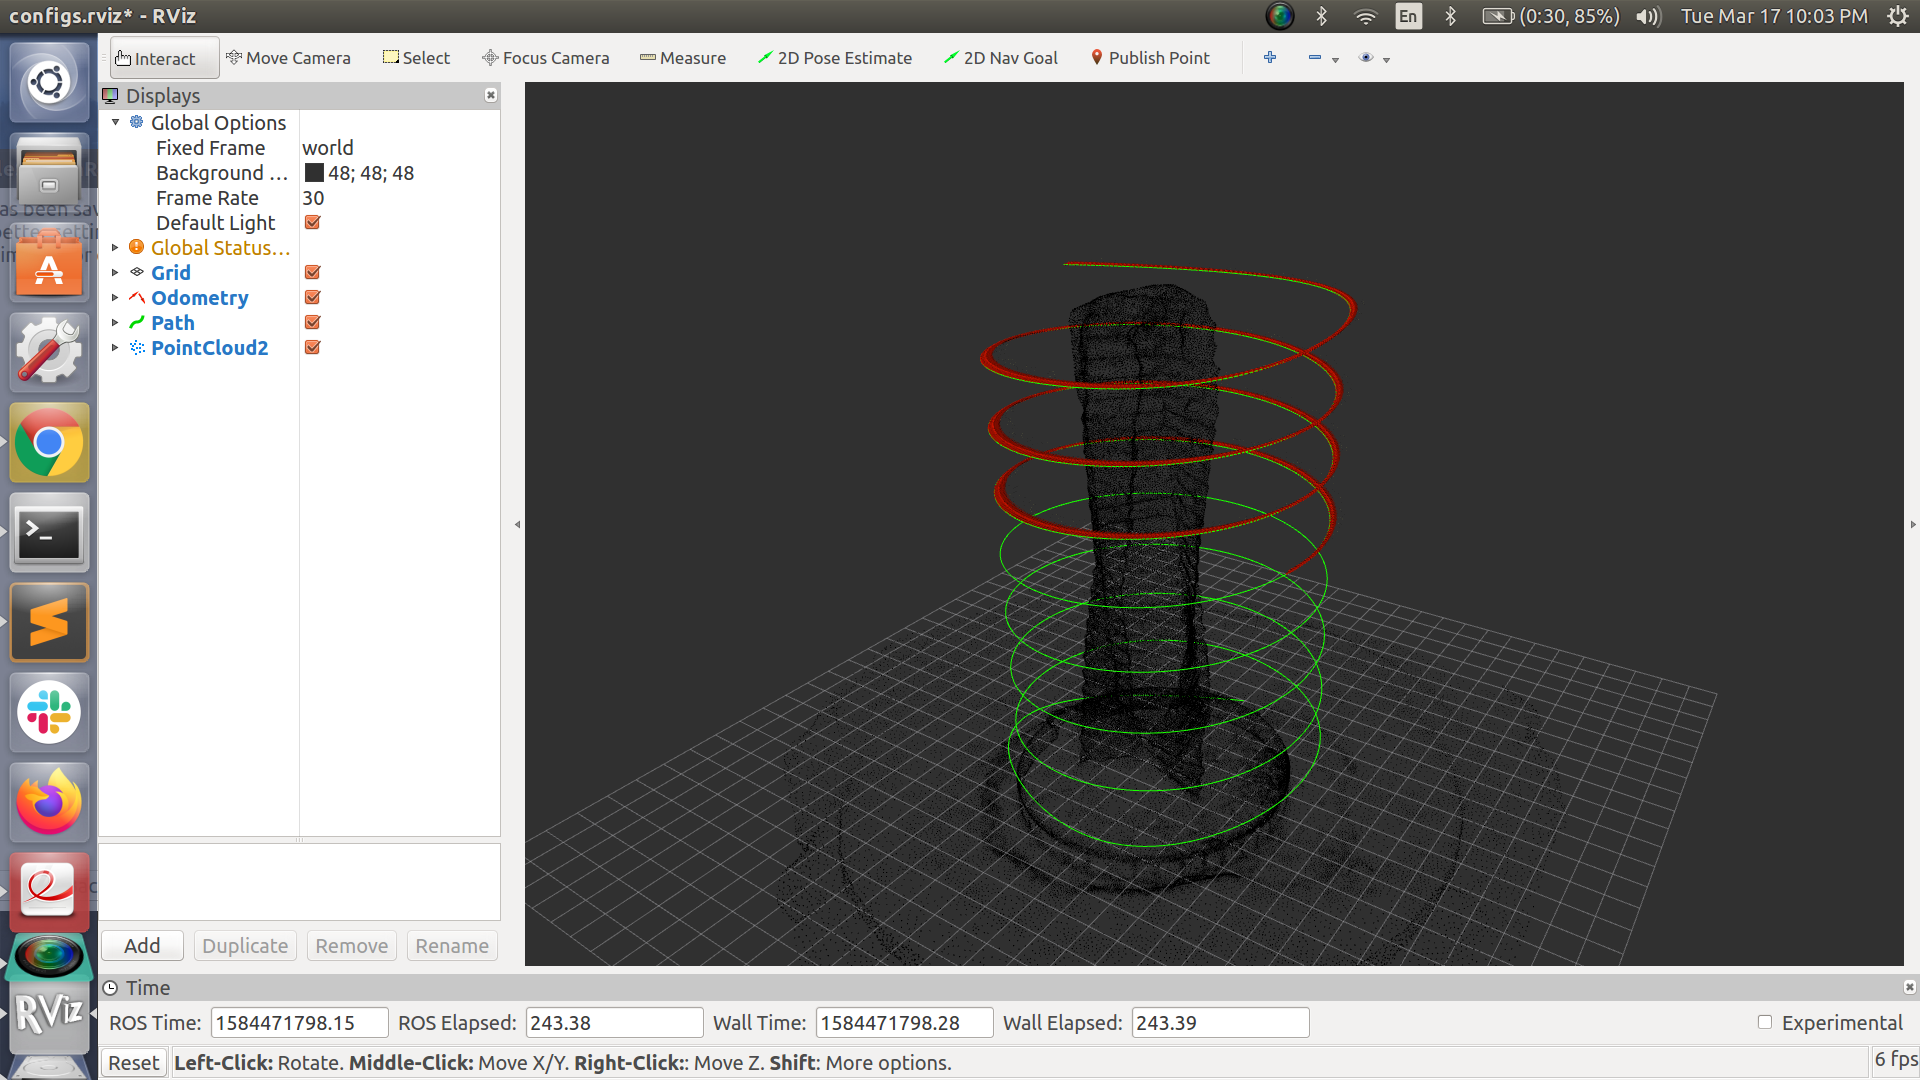 configs.rviz* - RViz
En
(0:30, 85%)
Tue Mar 17 10:03 PM
Interact
Move Camera
Select
Focus Camera
Measure
2D Pose Estimate
2D Nav Goal
Publish Point
Displays
Global Options
Fixed Frame world
Background ... 48; 48; 48
Frame Rate 30
Default Light
Global Status...
Grid
Odometry
Path
PointCloud2
as been sav
Add
Duplicate
Remove
Rename
RViz
Time
ROS Time: 1584471798.15
ROS Elapsed: 243.38
Wall Time: 1584471798.28
Wall Elapsed: 243.39
Experimental
Reset
Left-Click: Rotate. Middle-Click: Move X/Y. Right-Click:: Move Z. Shift: More options.
6 fps